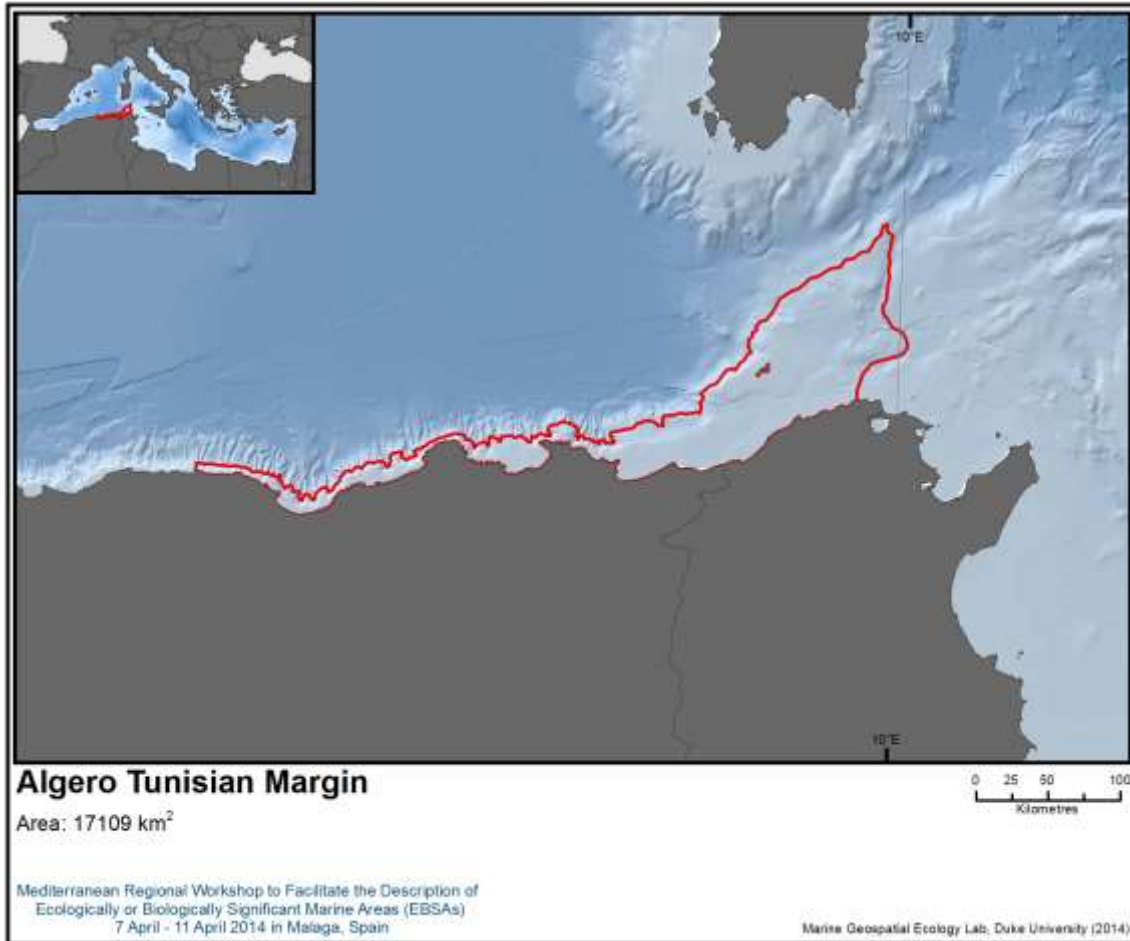 10°E
10°E
Algero Tunisian Margin
Area: 17109 km²
0 25 50 100
Kilometres
Mediterranean Regional Workshop to Facilitate the Description of
Ecologically or Biologically Significant Marine Areas (EBSAs)
7 April - 11 April 2014 in Malaga, Spain
Marine Geospatial Ecology Lab, Duke University (2014)